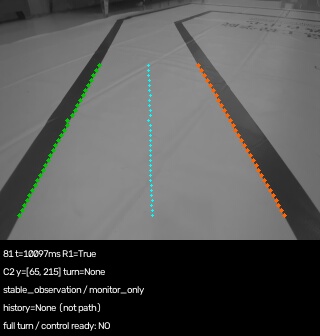 81 t=10097ms R1=True
C2 y=[65, 215] turn=None
stable_observation / monitor_only
history=None (not path)
full turn / control ready: NO